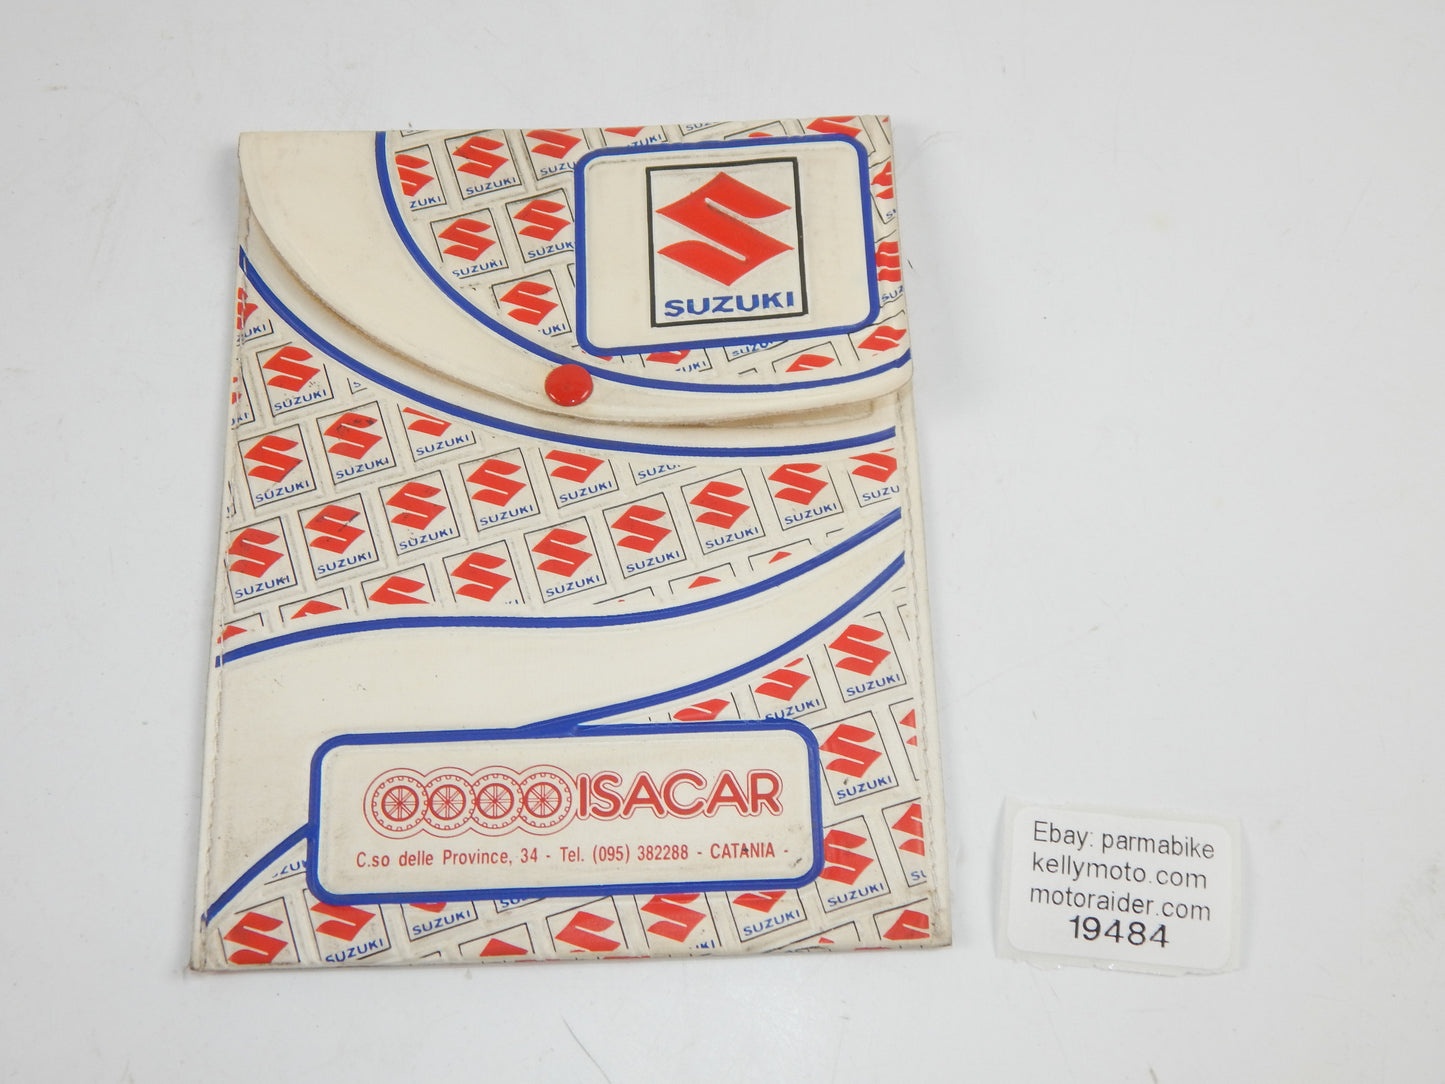 SUZUKI
ISACAR
C.so delle Province, 34 - Tel. (095) 382288 - CATANIA -
Ebay: parmabike
kellymoto.com
motoraider.com
19484